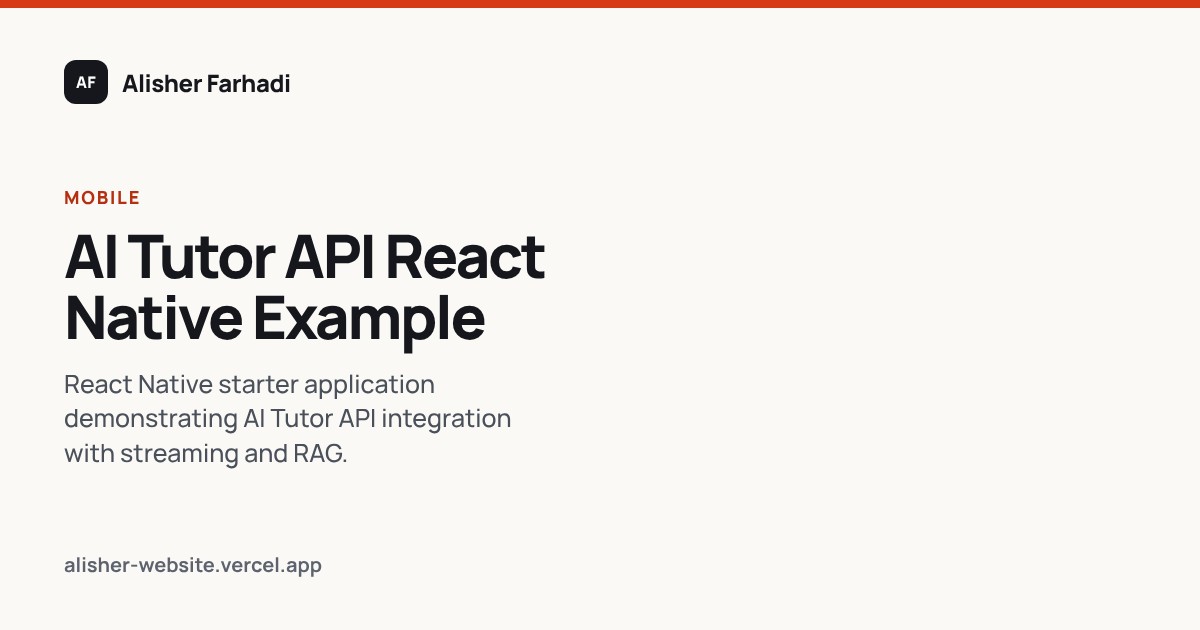 AF
Alisher Farhadi
MOBILE
AI Tutor API React
Native Example
React Native starter application
demonstrating AI Tutor API integration
with streaming and RAG.
alisher-website.vercel.app